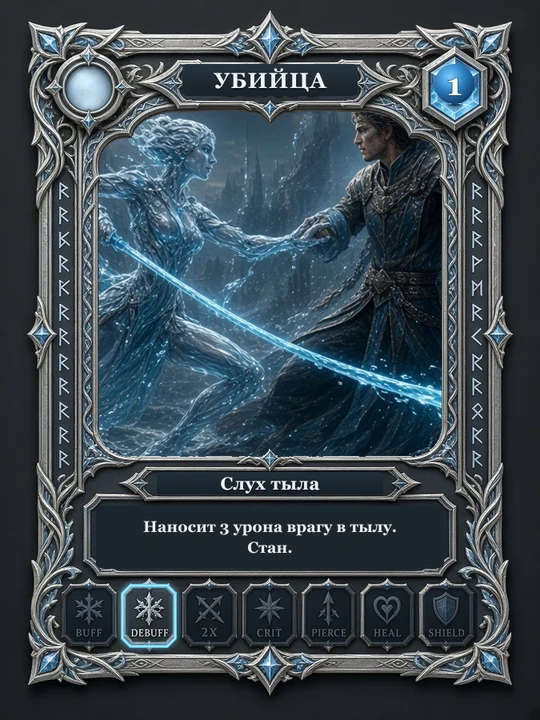 УБИЙЦА
1
Слух тыла
Наносит 3 урона врагу в тылу.
Стан.
BUFF
DEBUFF
2X
CRIT
PIERCE
HEAL
SHIELD